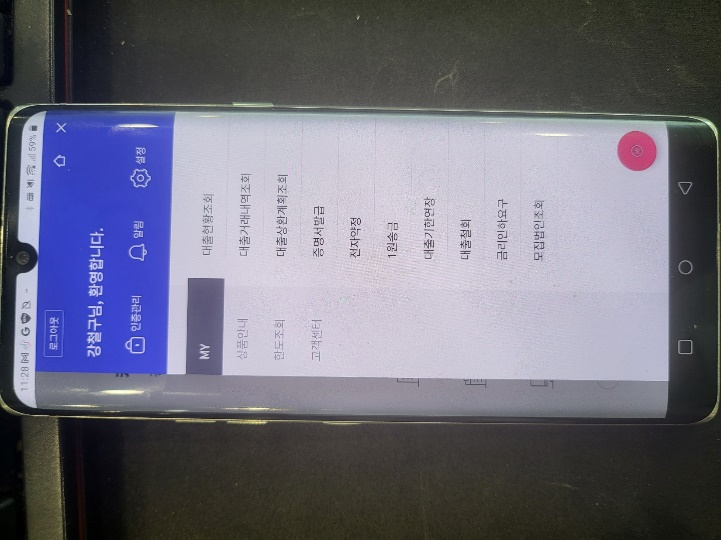 11:28
59%
로그아웃
강철구님, 환영합니다.
인증관리
알림
설정
MY
상품안내
한도조회
고객센터
대출현황조회
대출거래내역조회
대출상환계획조회
증명서발급
전자약정
1원송금
대출기한연장
대출철회
금리인하요구
모집법인조회